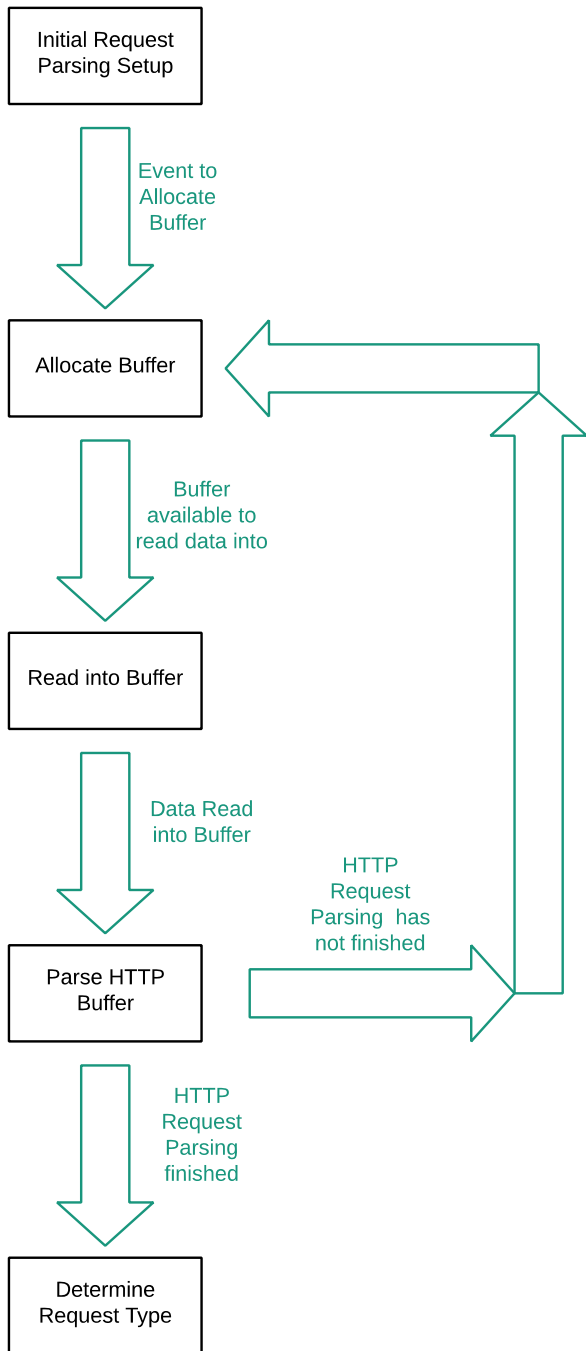 Initial Request
Parsing Setup
Event to
Allocate
Buffer
Allocate Buffer
Buffer
available to
read data into
Read into Buffer
Data Read
into Buffer
HTTP
Request
Parsing has
not finished
Parse HTTP
Buffer
HTTP
Request
Parsing
finished
Determine
Request Type